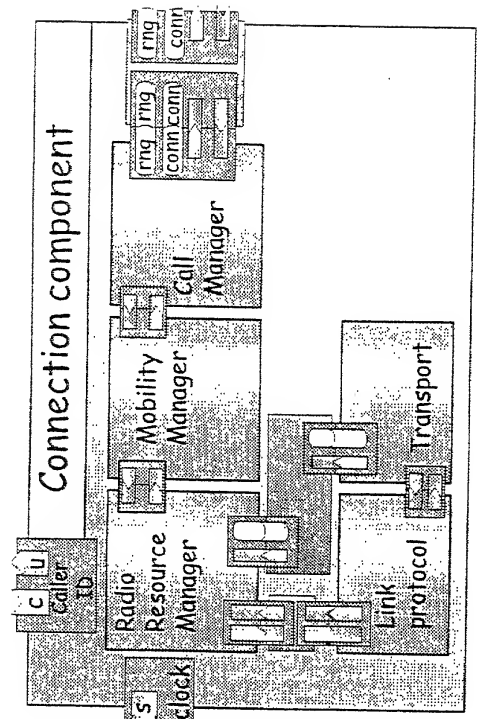 Connection component
c u
Caller
ID
s
clock
Radio
Resource
Manager
Mobility
Manager
Call
Manager
rng rng
conn conn
rng
conn
Link
protocol
Transport